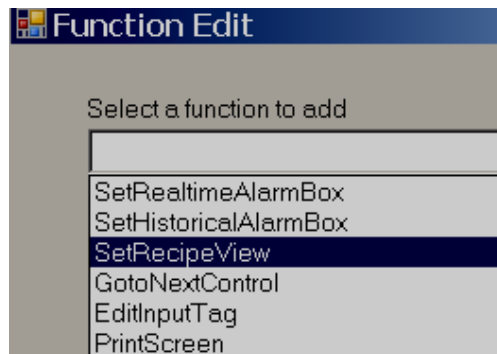 Function Edit
Select a function to add
SetRealtimeAlarmBox
SetHistoricalAlarmBox
SetRecipeView
GotoNextControl
EditInputTag
PrintScreen